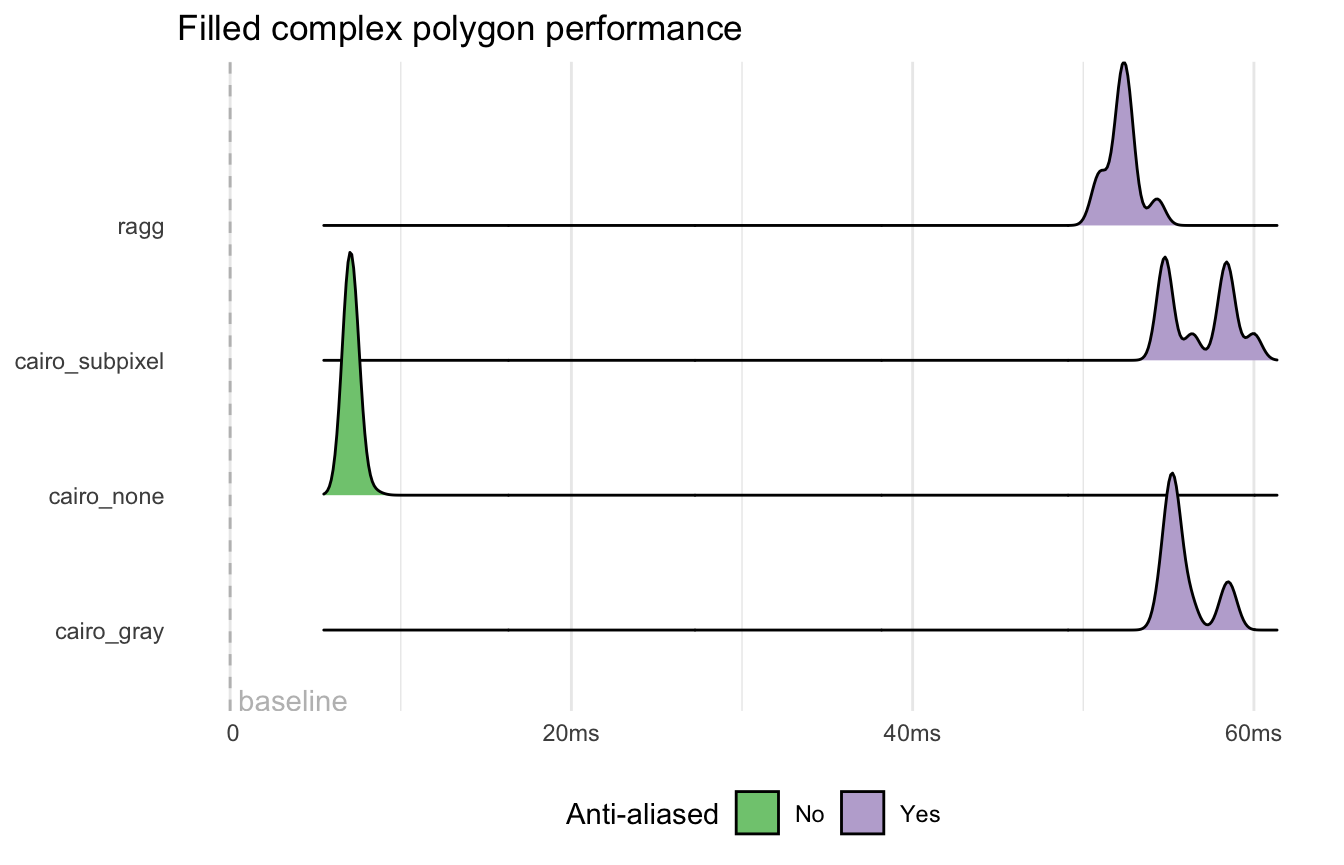 Filled complex polygon performance
ragg
cairo_subpixel
cairo_none
cairo_gray
baseline
0 20ms 40ms 60ms
Anti-aliased No Yes